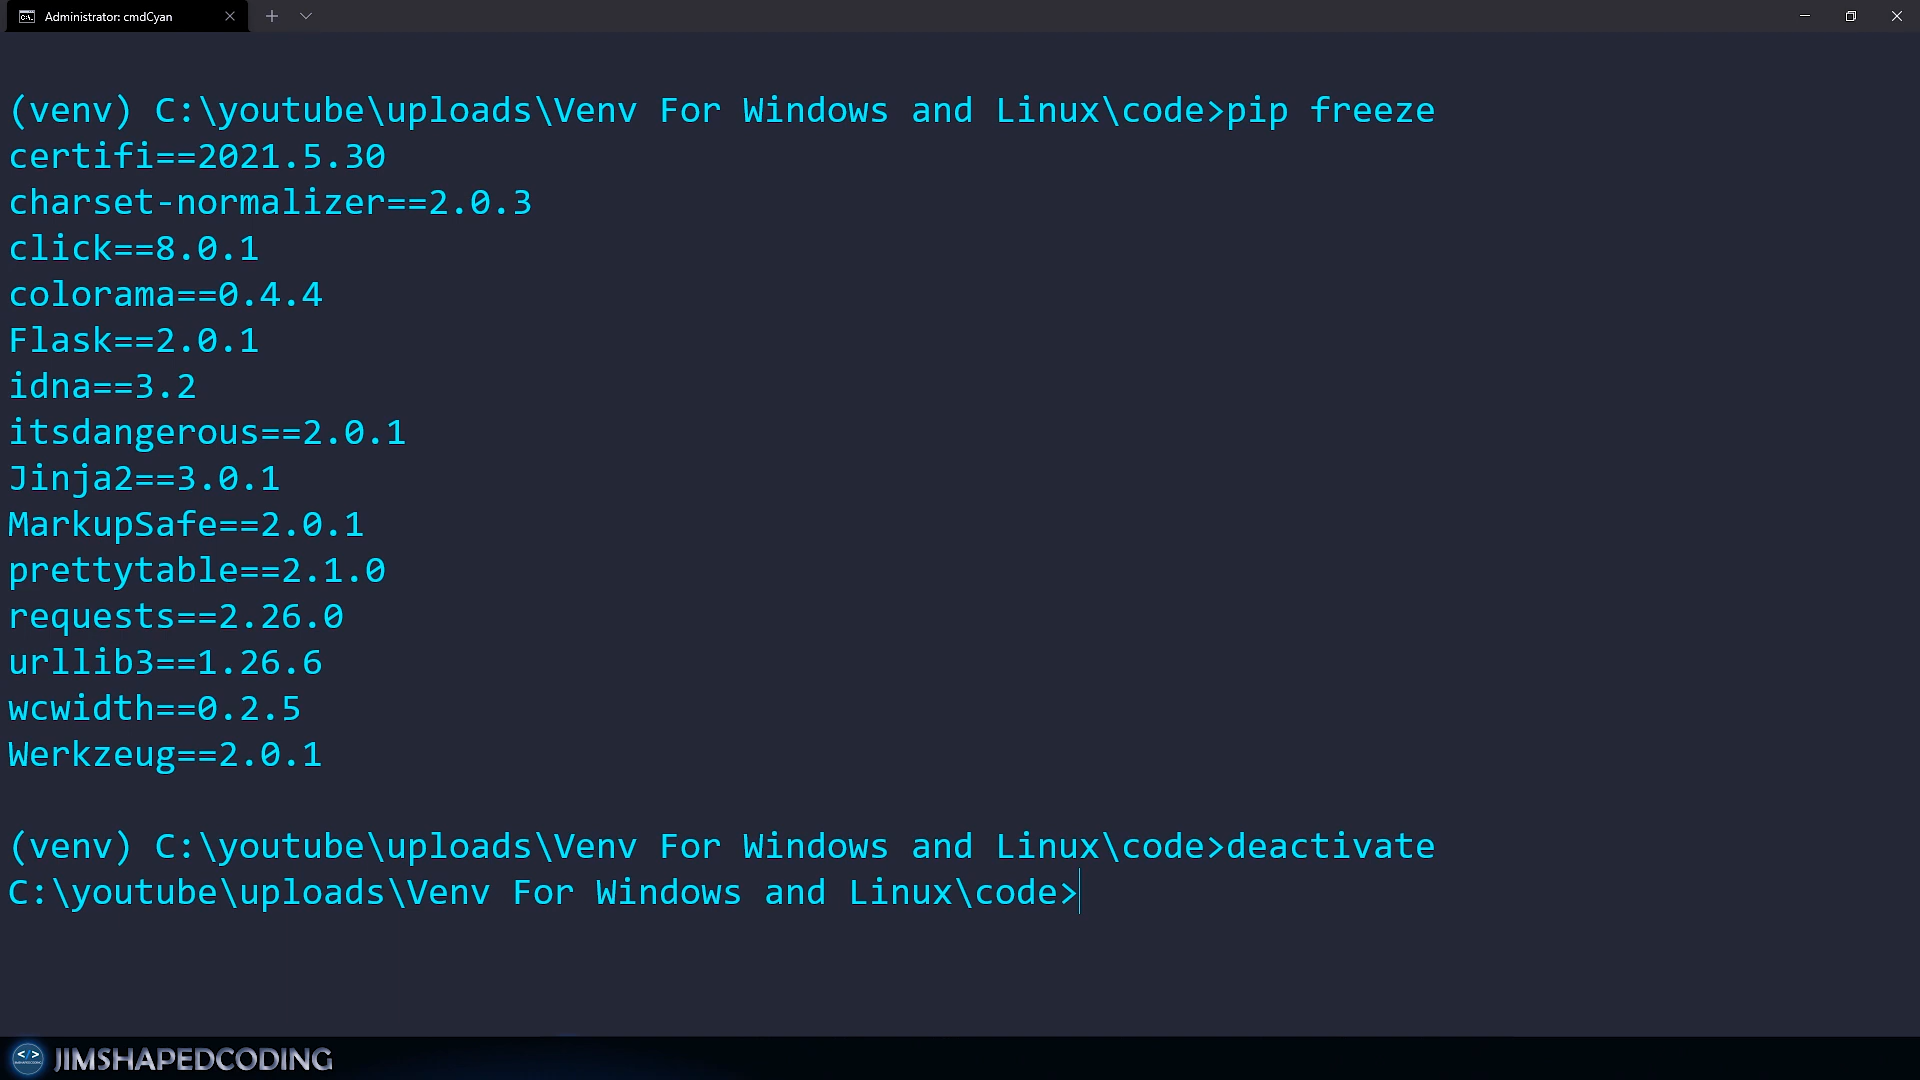 Administrator: cmdCyan
(venv) C:\youtube\uploads\Venv For Windows and Linux\code>pip freeze
certifi==2021.5.30
charset-normalizer==2.0.3
click==8.0.1
colorama==0.4.4
Flask==2.0.1
idna==3.2
itsdangerous==2.0.1
Jinja2==3.0.1
MarkupSafe==2.0.1
prettytable==2.1.0
requests==2.26.0
urllib3==1.26.6
wcwidth==0.2.5
Werkzeug==2.0.1
(venv) C:\youtube\uploads\Venv For Windows and Linux\code>deactivate
C:\youtube\uploads\Venv For Windows and Linux\code>
</> JIMSHAPEDCODING